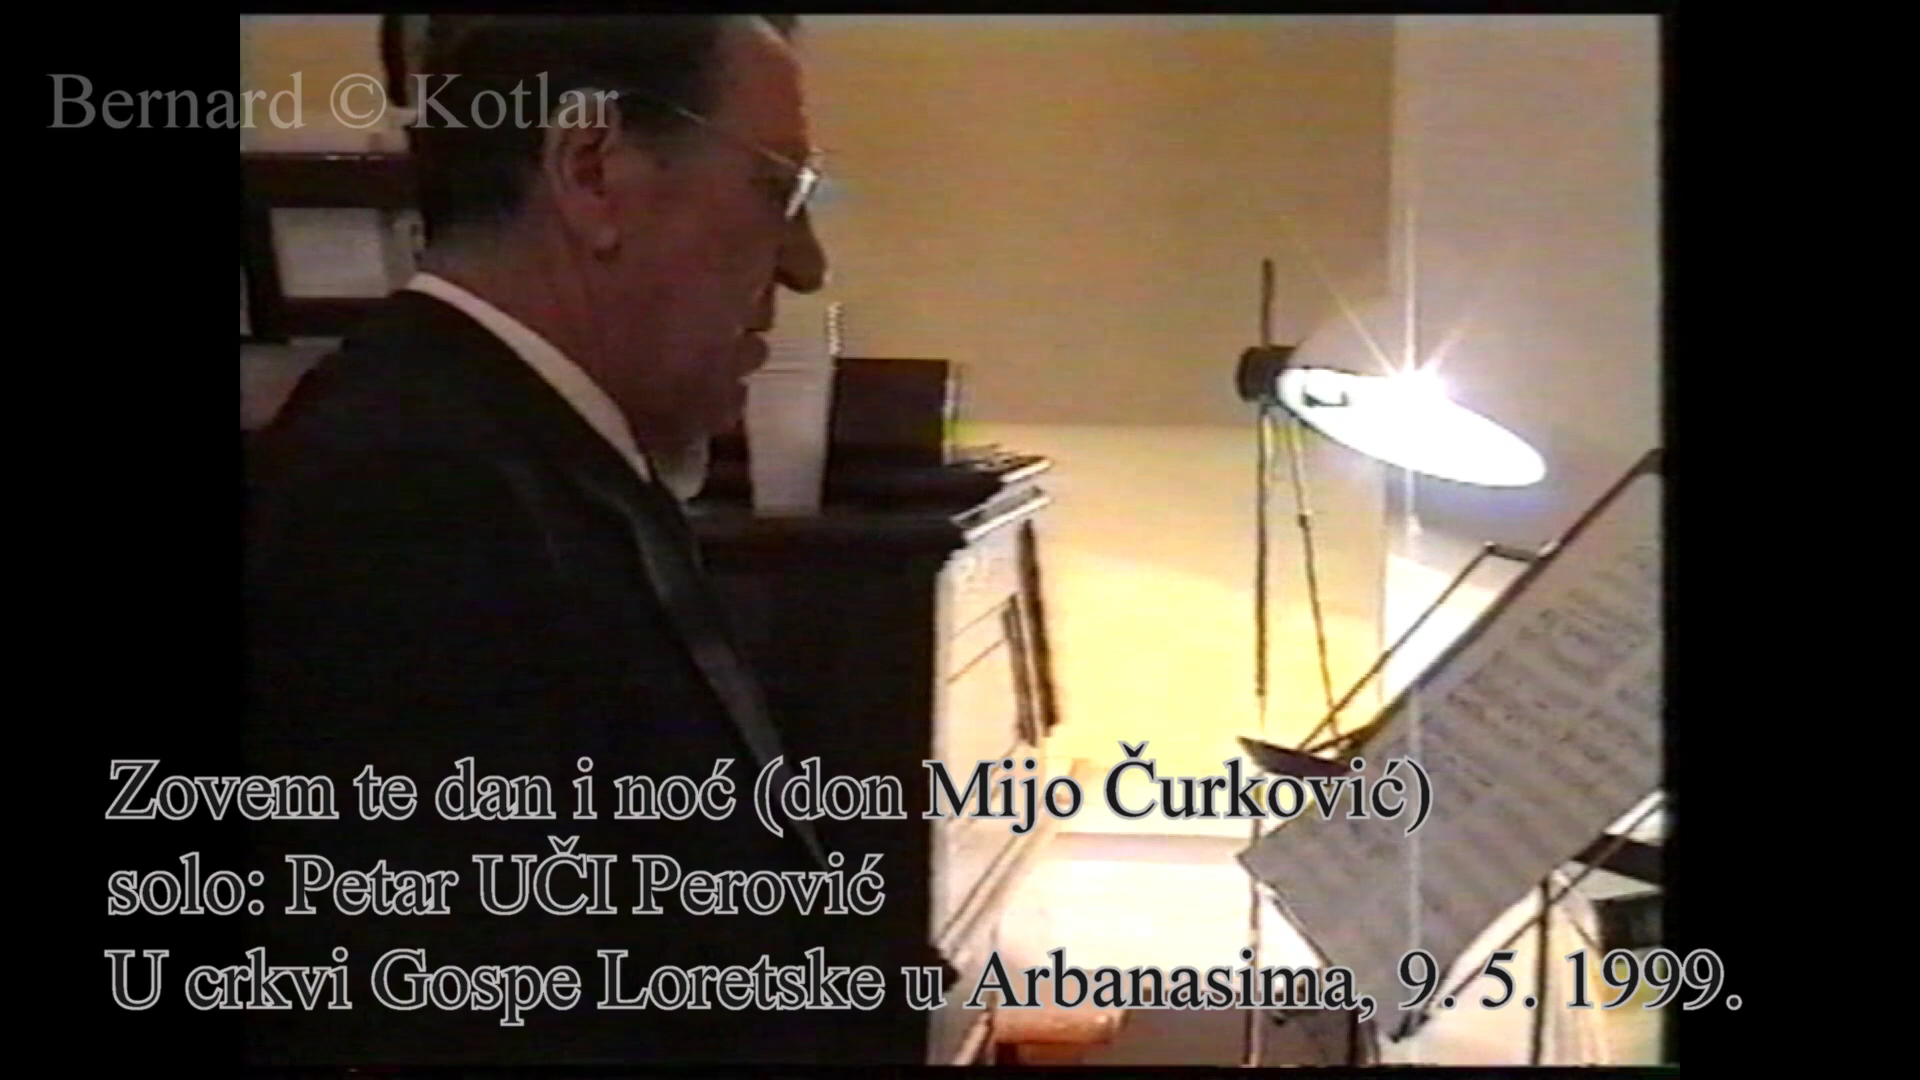 Bernard © Kotlar
Zovem te dan i noć (don Mijo Čurković)
solo: Petar UČI Perović
U crkvi Gospe Loretske u Arbanasima, 9. 5. 1999.